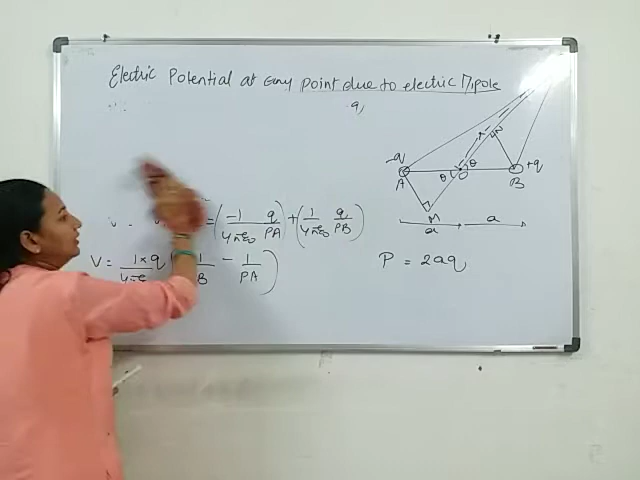 Electric Potential at any point due to electric Dipole
q,
-q
+q
A
θ
O
θ
B
r
N
M
a
a
= (-1/4πε₀ q/PA) + (1/4πε₀ q/PB)
V = 1×q/4πε₀ ( 1/B - 1/PA )
P = 2aq